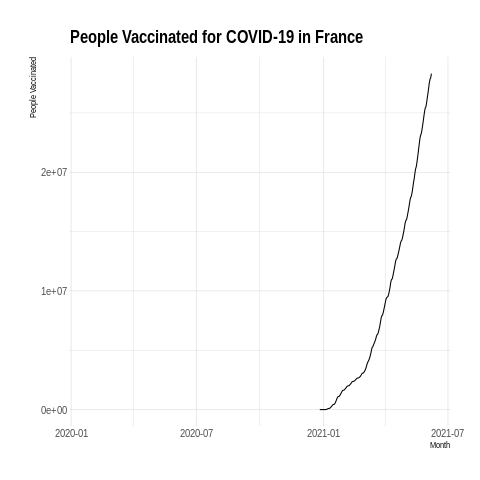 People Vaccinated for COVID-19 in France
People Vaccinated
2e+07
1e+07
0e+00
2020-01 2020-07 2021-01 2021-07
Month